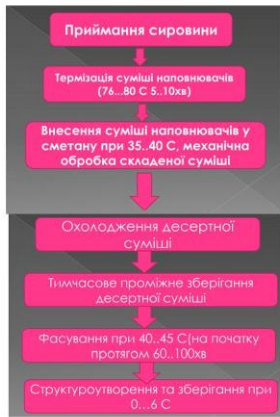 Приймання сировини
Термізація суміші наповнювачів
(76...80 С 5..10хв)
Внесення суміші наповнювачів у
сметану при 35..40 С, механічна
обробка складеної суміші
Охолодження десертної
суміші
Тимчасове проміжне зберігання
десертної суміші
Фасування при 40..45 С(на початку
протягом 60..100хв
Структуроутворення та зберігання при
0...6 С